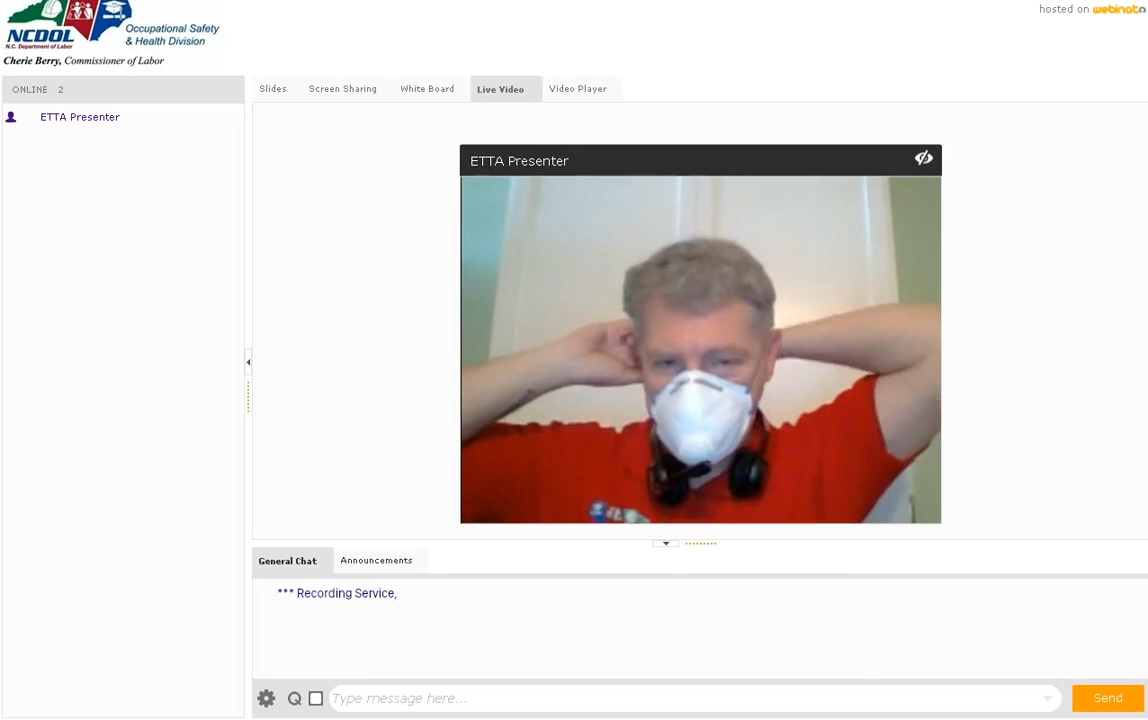 hosted on webinato
NCDOL
N.C. Department of Labor
Occupational Safety
& Health Division
Cherie Berry, Commissioner of Labor
ONLINE 2
ETTA Presenter
Slides Screen Sharing White Board Live Video Video Player
ETTA Presenter
General Chat Announcements
*** Recording Service,
Q Type message here... Send